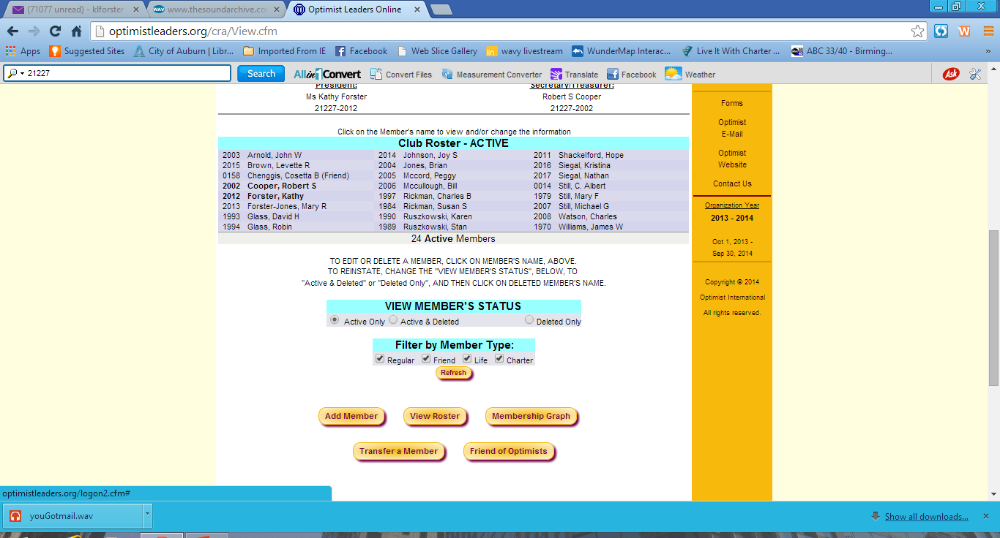 (71077 unread) - klforster
www.thesoundarchive.co
Optimist Leaders Online
optimistleaders.org/cra/View.cfm
Apps Suggested Sites City of Auburn | Libr... Imported From IE Facebook Web Slice Gallery wavy livestream WunderMap Interac... Live It With Charter ... ABC 33/40 - Birming... »
21227 Search Allin1Convert Convert Files Measurement Converter Translate Facebook Weather Ask
President: Secretary/Treasurer:
Ms Kathy Forster Robert S Cooper
21227-2012 21227-2002
Click on the Member's name to view and/or change the information
Club Roster - ACTIVE
2003 Arnold, John W 2014 Johnson, Joy S 2011 Shackelford, Hope
2015 Brown, Levette R 2004 Jones, Brian 2016 Siegal, Kristina
0158 Chenggis, Cosetta B (Friend) 2005 Mccord, Peggy 2017 Siegal, Nathan
2002 Cooper, Robert S 2006 Mccullough, Bill 0014 Still, C. Albert
2012 Forster, Kathy 1997 Rickman, Charles B 1979 Still, Mary F
2013 Forster-Jones, Mary R 1984 Rickman, Susan S 2007 Still, Michael G
1993 Glass, David H 1990 Ruszkowski, Karen 2008 Watson, Charles
1994 Glass, Robin 1989 Ruszkowski, Stan 1970 Williams, James W
24 Active Members
TO EDIT OR DELETE A MEMBER, CLICK ON MEMBER'S NAME, ABOVE.
TO REINSTATE, CHANGE THE "VIEW MEMBER'S STATUS", BELOW, TO
"Active & Deleted" or "Deleted Only", AND THEN CLICK ON DELETED MEMBER'S NAME.
VIEW MEMBER'S STATUS
Active Only Active & Deleted Deleted Only
Filter by Member Type:
Regular Friend Life Charter
Refresh
Add Member View Roster Membership Graph
Transfer a Member Friend of Optimists
Forms
Optimist
E-Mail
Optimist
Website
Contact Us
Organization Year
2013 - 2014
Oct 1, 2013 -
Sep 30, 2014
Copyright © 2014
Optimist International
All rights reserved.
optimistleaders.org/logon2.cfm#
youGotmail.wav Show all downloads...